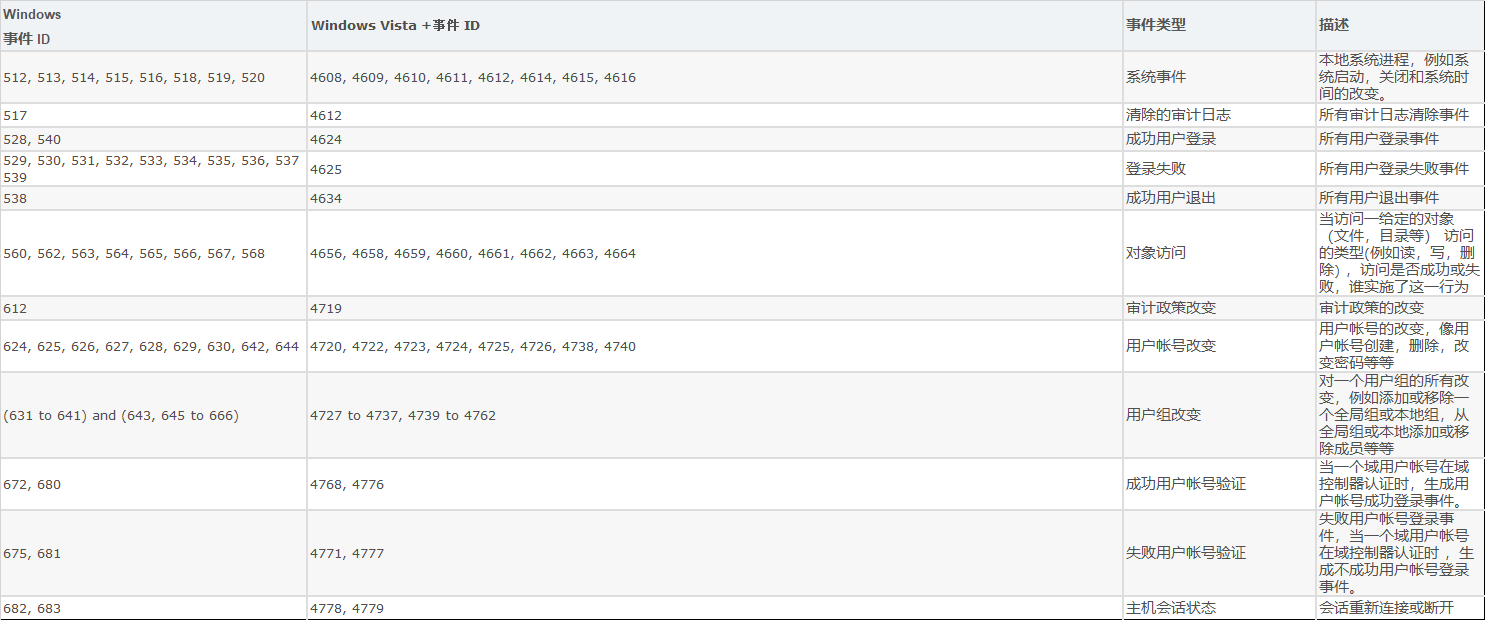 Windows
事件 ID
Windows Vista +事件 ID
事件类型
描述
512, 513, 514, 515, 516, 518, 519, 520
4608, 4609, 4610, 4611, 4612, 4614, 4615, 4616
系统事件
本地系统进程，例如系
统启动，关闭和系统时
间的改变。
517
4612
清除的审计日志
所有审计日志清除事件
528, 540
4624
成功用户登录
所有用户登录事件
529, 530, 531, 532, 533, 534, 535, 536, 537
539
4625
登录失败
所有用户登录失败事件
538
4634
成功用户退出
所有用户退出事件
560, 562, 563, 564, 565, 566, 567, 568
4656, 4658, 4659, 4660, 4661, 4662, 4663, 4664
对象访问
当访问一给定的对象
（文件，目录等） 访问
的类型(例如读，写，删
除) ，访问是否成功或失
败，谁实施了这一行为
612
4719
审计政策改变
审计政策的改变
624, 625, 626, 627, 628, 629, 630, 642, 644
4720, 4722, 4723, 4724, 4725, 4726, 4738, 4740
用户帐号改变
用户帐号的改变，像用
户帐号创建，删除，改
变密码等等
(631 to 641) and (643, 645 to 666)
4727 to 4737, 4739 to 4762
用户组改变
对一个用户组的所有改
变，例如添加或移除一
个全局组或本地组，从
全局组或本地添加或移
除成员等等
672, 680
4768, 4776
成功用户帐号验证
当一个域用户帐号在域
控制器认证时，生成用
户帐号成功登录事件。
675, 681
4771, 4777
失败用户帐号验证
失败用户帐号登录事
件，当一个域用户帐号
在域控制器认证时 ，生
成不成功用户帐号登录
事件。
682, 683
4778, 4779
主机会话状态
会话重新连接或断开